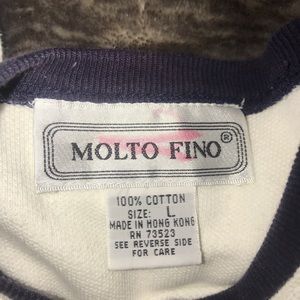 MOLTO FINO®
100% COTTON
SIZE: L
MADE IN HONG KONG
RN 73523
SEE REVERSE SIDE
FOR CARE